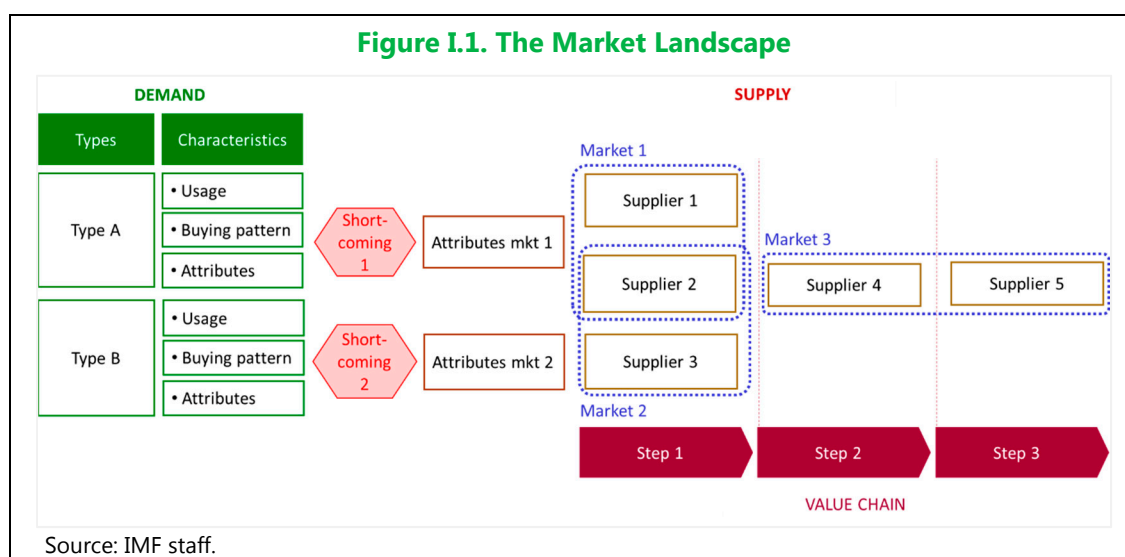 Figure I.1. The Market Landscape
DEMAND
SUPPLY
Types
Characteristics
Type A
• Usage
• Buying pattern
• Attributes
Type B
• Usage
• Buying pattern
• Attributes
Short-
coming
1
Short-
coming
2
Attributes mkt 1
Attributes mkt 2
Market 1
Supplier 1
Supplier 2
Supplier 3
Market 2
Market 3
Supplier 4
Supplier 5
Step 1
Step 2
Step 3
VALUE CHAIN
Source: IMF staff.